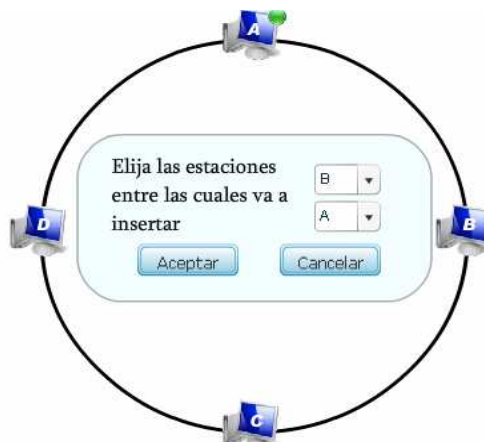 A
Elija las estaciones
entre las cuales va a
insertar
B
A
Aceptar
Cancelar
D
B
C